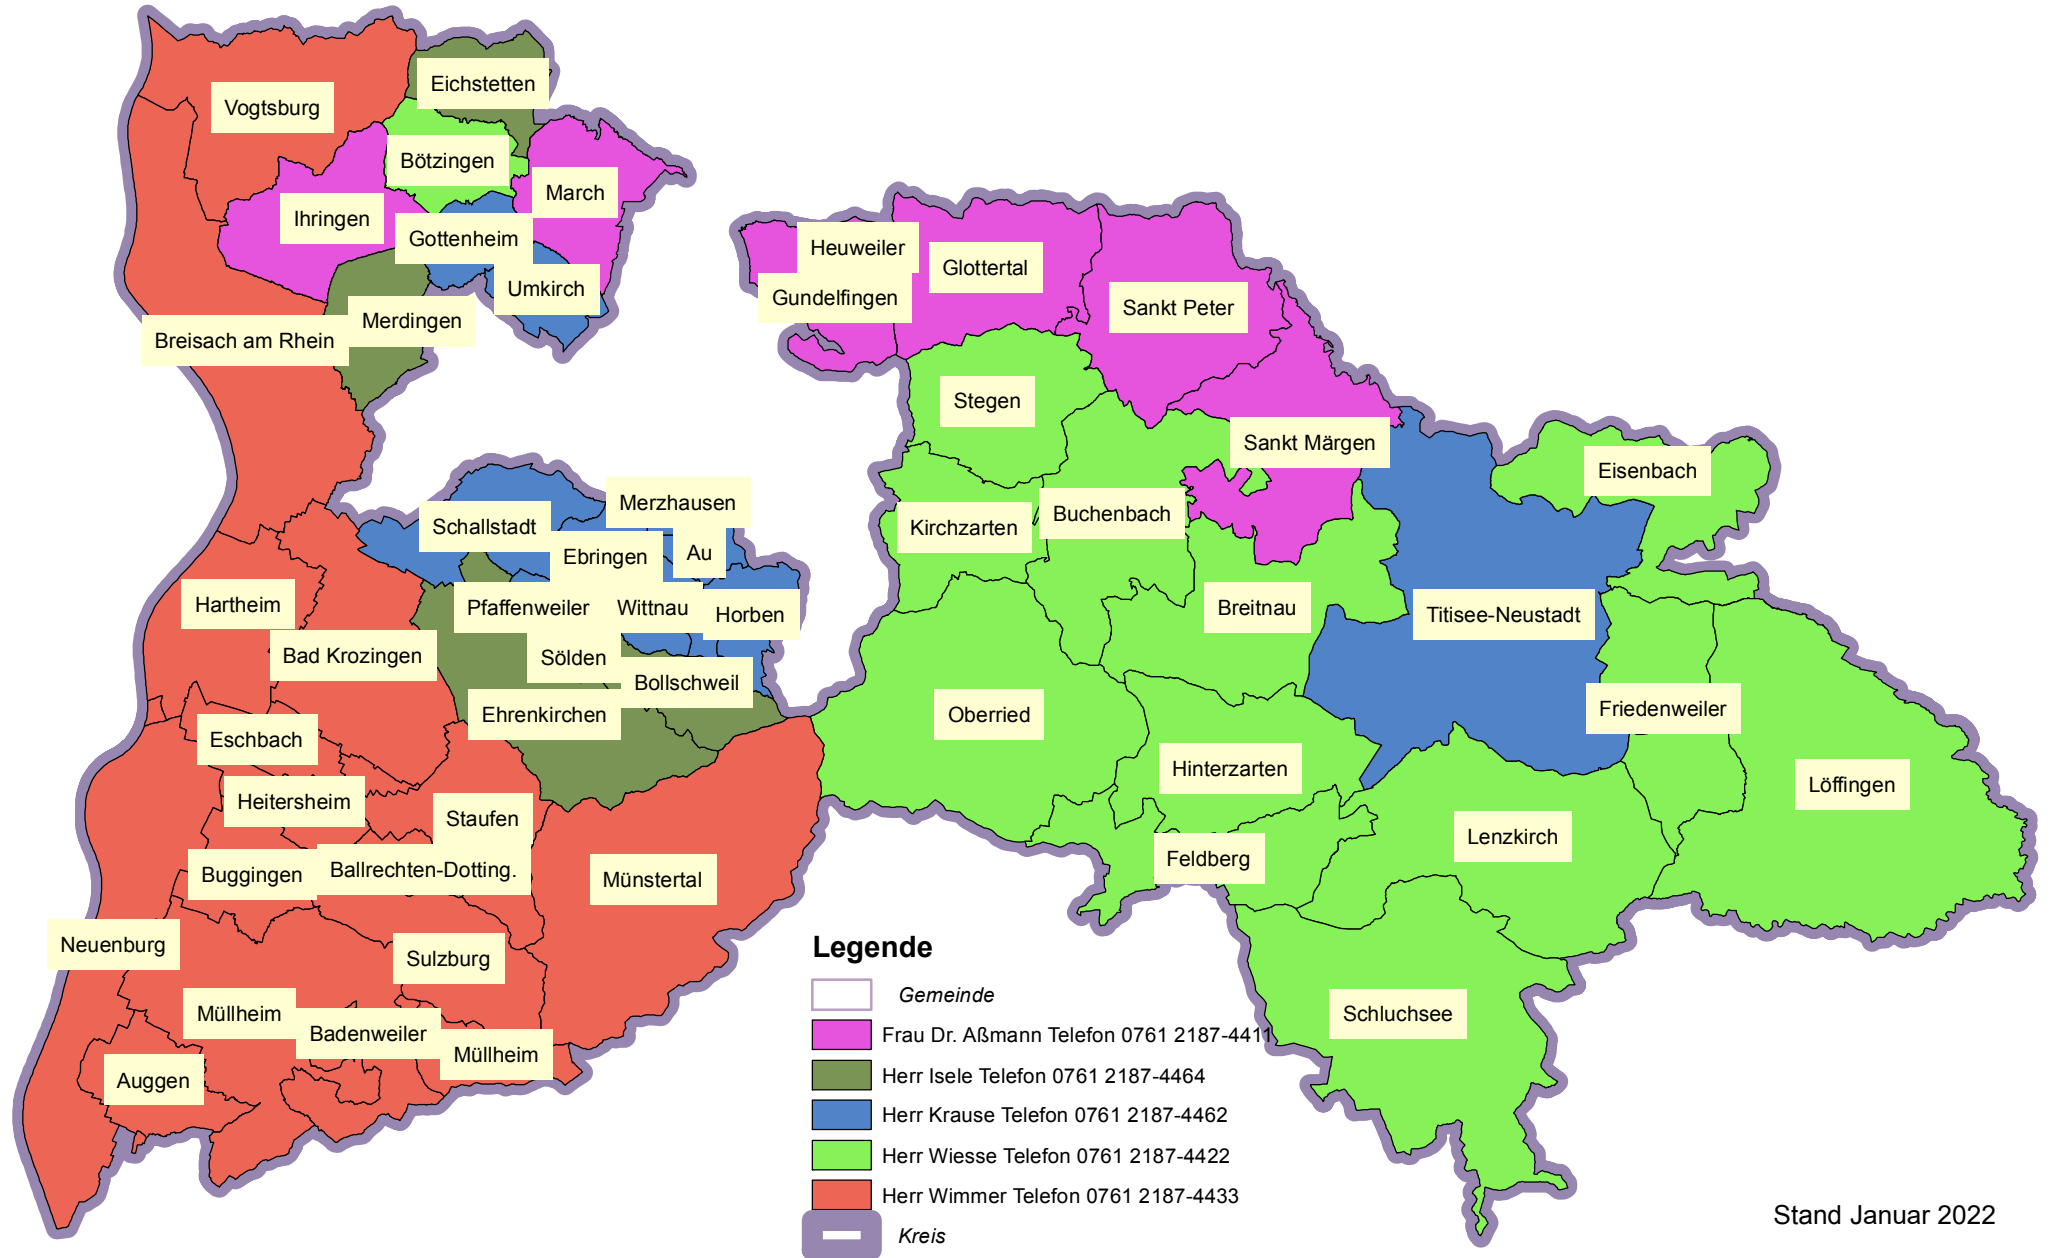 Vogtsburg
Eichstetten
Bötzingen
March
Ihringen
Gottenheim
Umkirch
Merdingen
Breisach am Rhein
Heuweiler
Glottertal
Gundelfingen
Sankt Peter
Stegen
Sankt Märgen
Eisenbach
Kirchzarten
Buchenbach
Breitnau
Titisee-Neustadt
Oberried
Friedenweiler
Hinterzarten
Löffingen
Feldberg
Lenzkirch
Schluchsee
Merzhausen
Schallstadt
Au
Ebringen
Pfaffenweiler
Wittnau
Horben
Sölden
Bollschweil
Ehrenkirchen
Hartheim
Bad Krozingen
Eschbach
Heitersheim
Staufen
Buggingen
Ballrechten-Dotting.
Münstertal
Neuenburg
Sulzburg
Müllheim
Badenweiler
Müllheim
Auggen
Legende
Gemeinde
Frau Dr. Aßmann Telefon 0761 2187-4411
Herr Isele Telefon 0761 2187-4464
Herr Krause Telefon 0761 2187-4462
Herr Wiesse Telefon 0761 2187-4422
Herr Wimmer Telefon 0761 2187-4433
Kreis
Stand Januar 2022